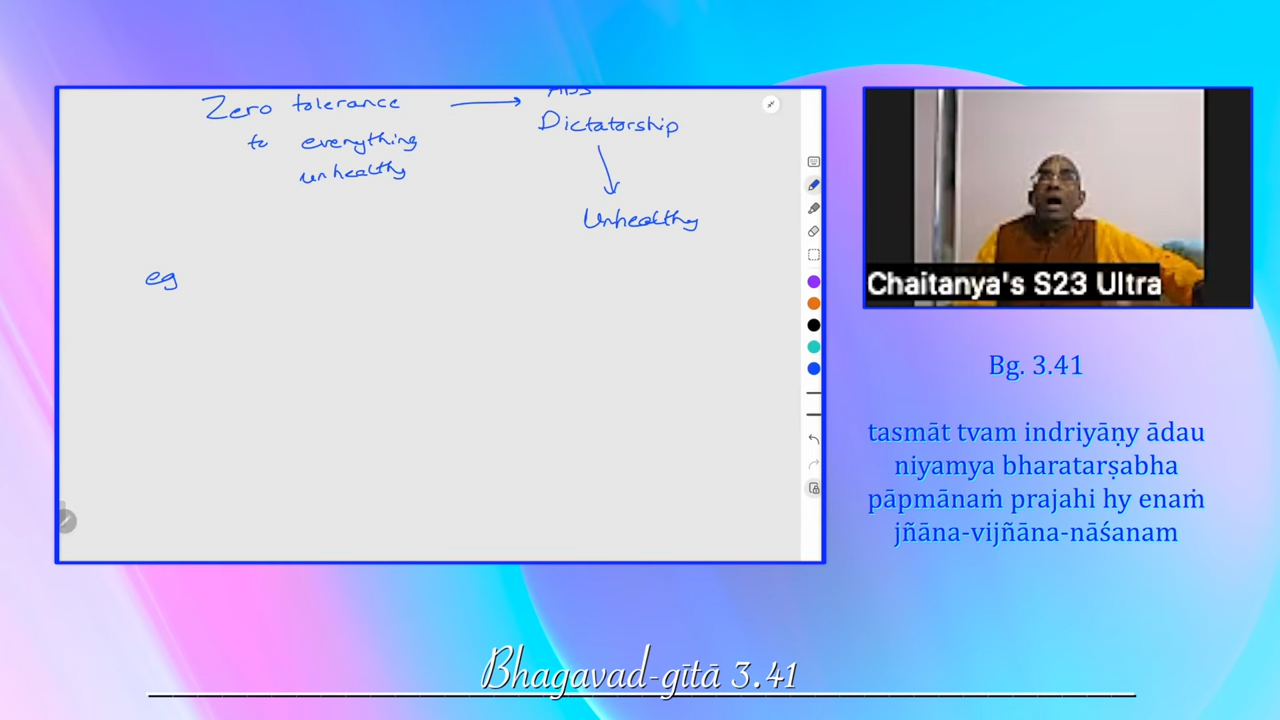 Zero tolerance
to everything
unhealthy
Dictatorship
Unhealthy
eg
Chaitanya's S23 Ultra
Bg. 3.41
tasmāt tvam indriyāṇy ādau
niyamya bharatarṣabha
pāpmānaṁ prajahi hy enaṁ
jñāna-vijñāna-nāśanam
Bhagavad-gītā 3.41